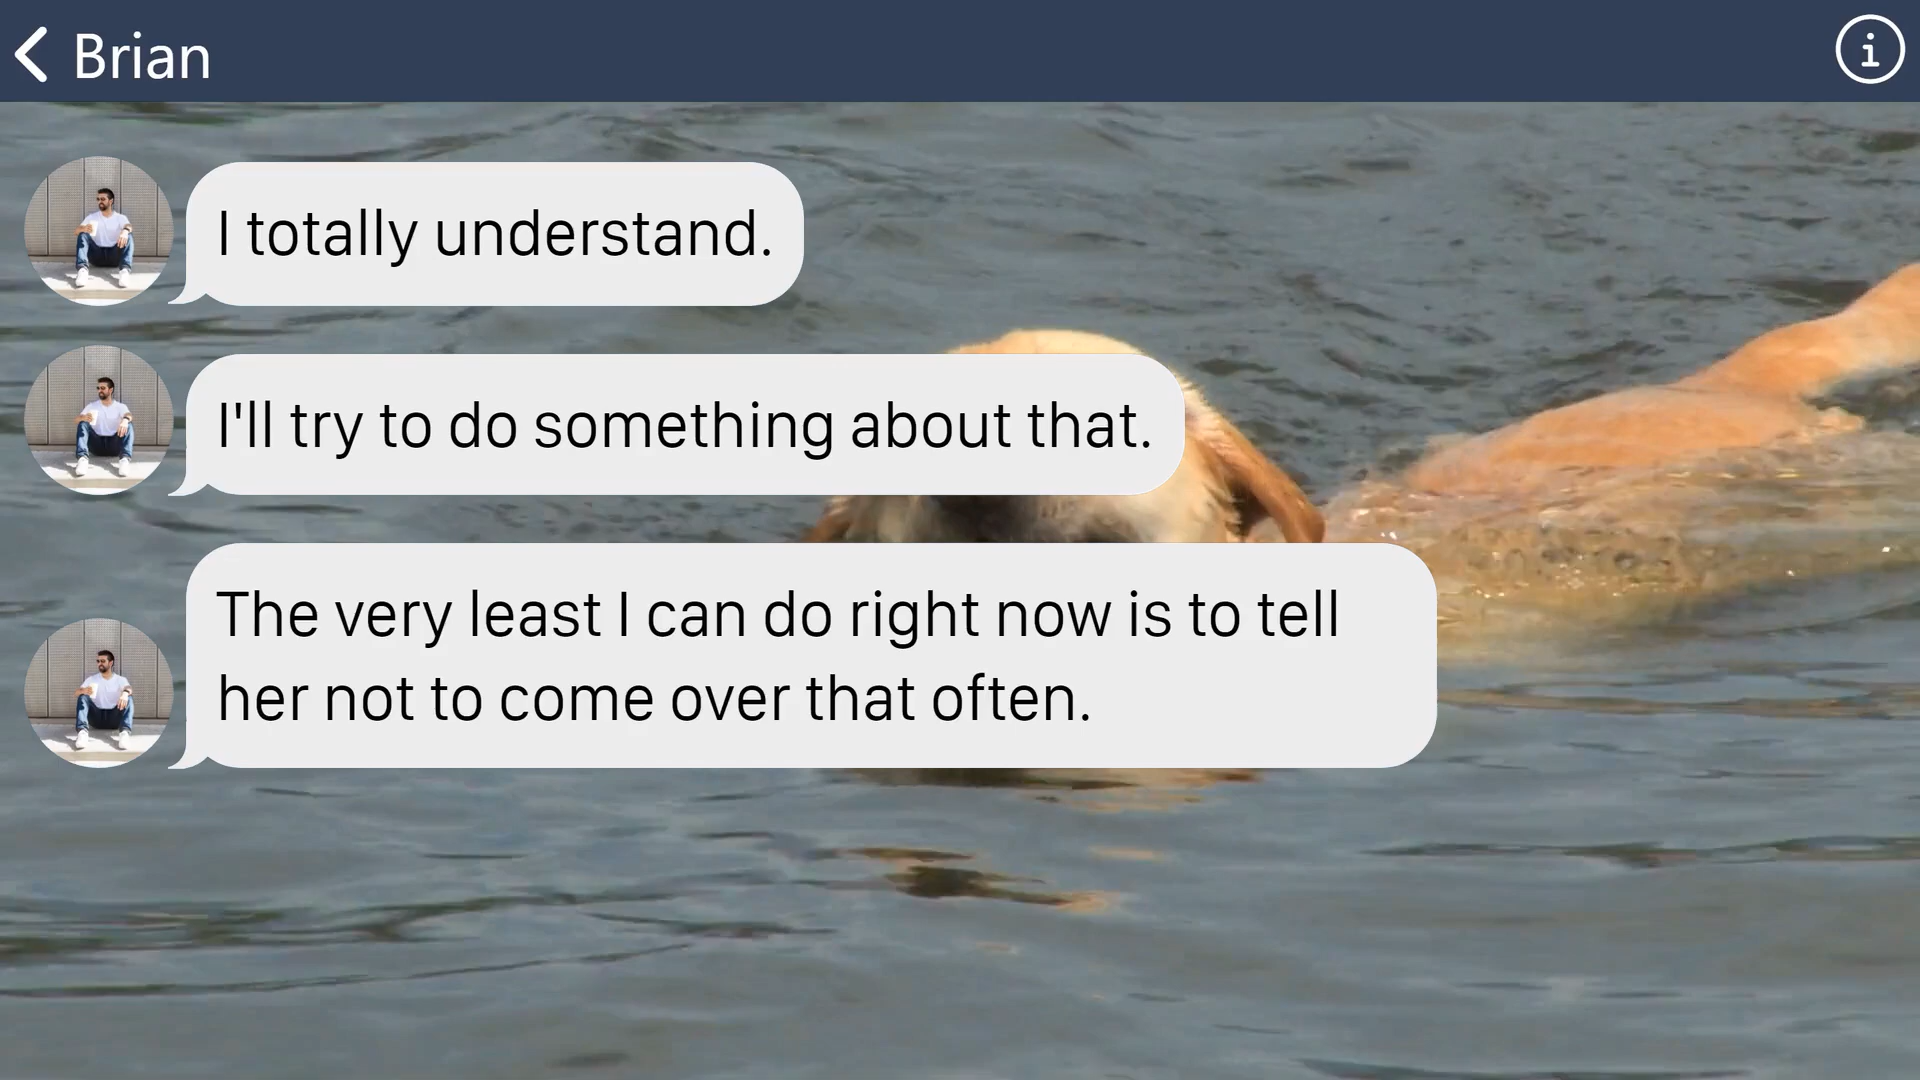 Brian
I totally understand.
I'll try to do something about that.
The very least I can do right now is to tell
her not to come over that often.